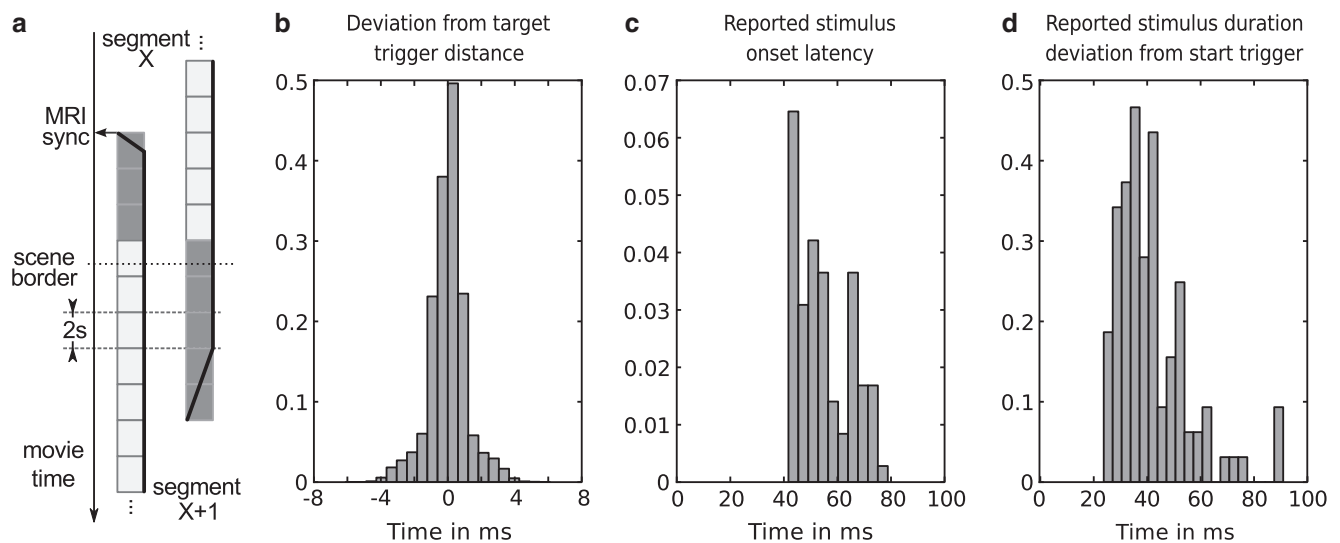 a
segment
X
⋮
MRI
sync
scene
border
2s
movie
time
⋮
segment
X+1
b
Deviation from target
trigger distance
0.5
0.4
0.3
0.2
0.1
0
-8
-4
0
4
8
Time in ms
c
Reported stimulus
onset latency
0.07
0.06
0.05
0.04
0.03
0.02
0.01
0
0
20
40
60
80
100
Time in ms
d
Reported stimulus duration
deviation from start trigger
0.5
0.4
0.3
0.2
0.1
0
0
20
40
60
80
100
Time in ms